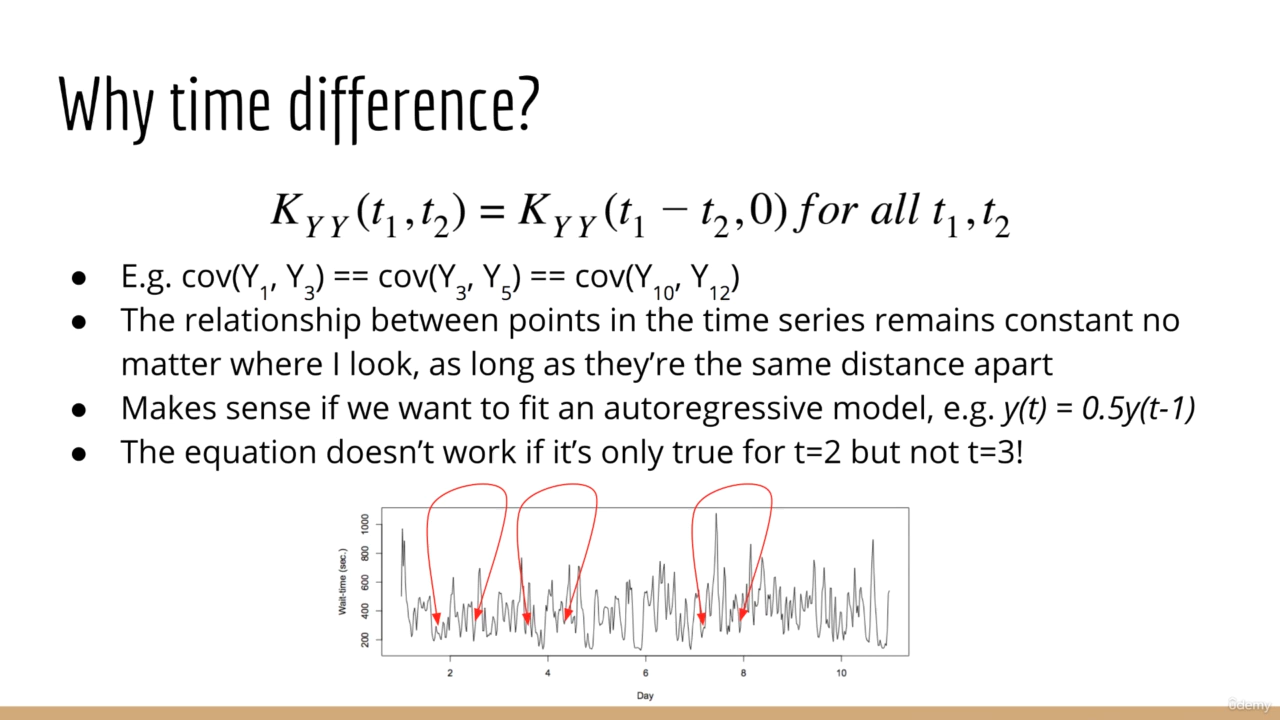 Why time difference?
K_YY(t_1,t_2) = K_YY(t_1 − t_2,0) for all t_1,t_2
● E.g. cov(Y_1, Y_3) == cov(Y_3, Y_5) == cov(Y_10, Y_12)
● The relationship between points in the time series remains constant no
matter where I look, as long as they’re the same distance apart
● Makes sense if we want to fit an autoregressive model, e.g. y(t) = 0.5y(t-1)
● The equation doesn’t work if it’s only true for t=2 but not t=3!
Wait-time (sec.)
1000
800
600
400
200
2 4 6 8 10
Day
ûdemy